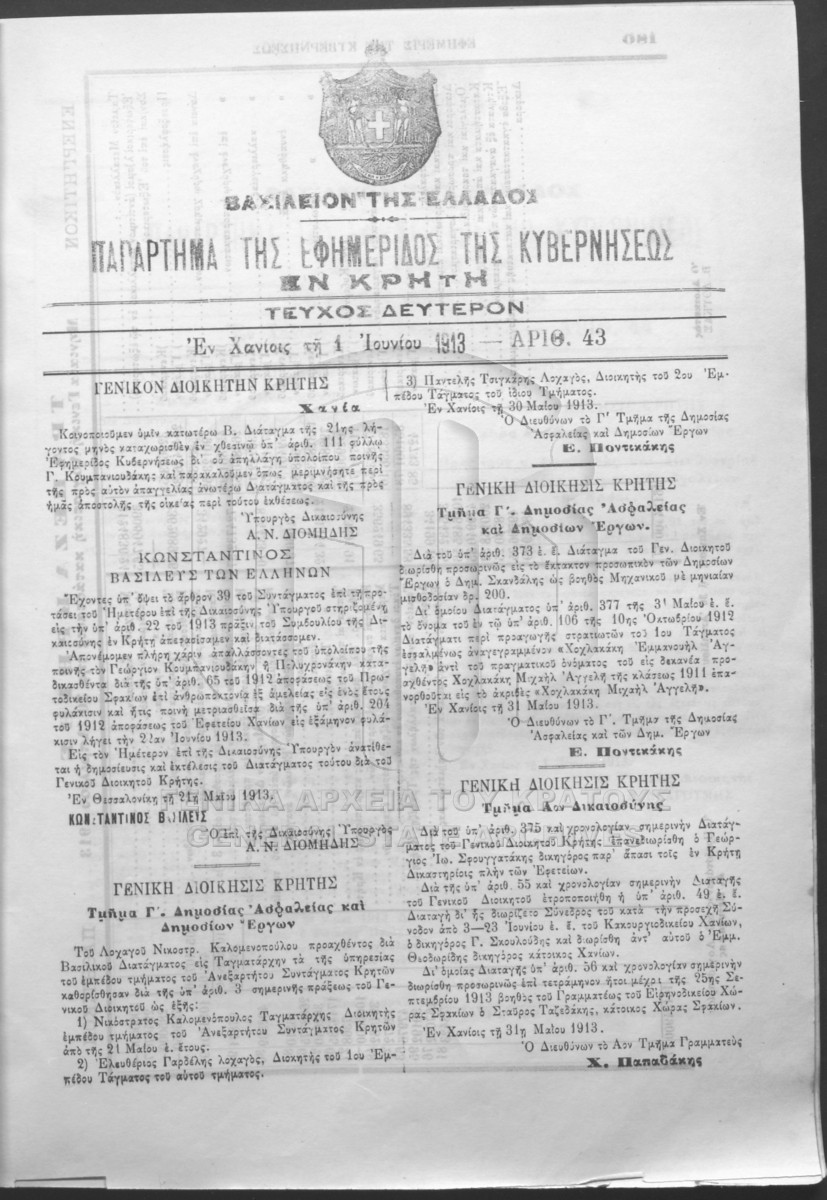 ΒΑΣΙΛΕΙΟΝ ΤΗΣ ΕΛΛΑΔΟΣ
ΠΑΡΑΡΤΗΜΑ ΤΗΣ ΕΦΗΜΕΡΙΔΟΣ ΤΗΣ ΚΥΒΕΡΝΗΣΕΩΣ
ΕΝ ΚΡΗΤΗ
ΤΕΥΧΟΣ ΔΕΥΤΕΡΟΝ
Ἐν Χανίοις τῇ 1 Ἰουνίου 1913 — ΑΡΙΘ. 43
ΓΕΝΙΚΟΝ ΔΙΟΙΚΗΤΗΝ ΚΡΗΤΗΣ
Χανία
Κοινοποιοῦμεν ὑμῖν κατωτέρω Β. Διάταγμα τῆς 21ης λή-
γοντος μηνὸς καταχωρισθὲν ἐν χθεσινῷ ὑπ' ἀριθ. 111 φύλλῳ
Ἐφημερίδος Κυβερνήσεως δι' οὗ ἀπηλλάγη ὑπολοίπου ποινῆς
Γ. Κουμπανιουδάκης καὶ παρακαλοῦμεν ὅπως μεριμνήσητε περὶ
τῆς πρὸς αὐτὸν ἀπαγγελίας ἀνωτέρω Διατάγματος καὶ τῆς πρὸς
ἡμᾶς ἀποστολῆς τῆς οἰκείας περὶ τούτου ἐκθέσεως.
Ὑπουργὸς Δικαιοσύνης
Α. Ν. ΔΙΟΜΗΔΗΣ
ΚΩΝΣΤΑΝΤΙΝΟΣ
ΒΑΣΙΛΕΥΣ ΤΩΝ ΕΛΛΗΝΩΝ
Ἔχοντες ὑπ' ὄψει τὸ ἄρθρον 39 τοῦ Συντάγματος ἐπὶ τῇ προ-
τάσει τοῦ Ἡμετέρου ἐπὶ τῆς Δικαιοσύνης Ὑπουργοῦ στηριζομένῃ
εἰς τὴν ὑπ' ἀριθ. 22 τοῦ 1913 πρᾶξιν τοῦ Συμβουλίου τῆς Δι-
καιοσύνης ἐν Κρήτῃ ἀπεφασίσαμεν καὶ διατάσσομεν.
Ἀπονέμομεν πλήρη χάριν ἀπαλλάσσοντες τοῦ ὑπολοίπου τῆς
ποινῆς τὸν Γεώργιον Κουμπανιουδάκην ἢ Πολυχρονάκην κατα-
δικασθέντα διὰ τῆς ὑπ' ἀριθ. 65 τοῦ 1912 ἀποφάσεως τοῦ Πρω-
τοδικείου Σφακίων ἐπὶ ἀνθρωποκτονίᾳ ἐξ ἀμελείας εἰς ἑνὸς ἔτους
φυλάκισιν καὶ ἥτις ποινὴ μετριασθεῖσα διὰ τῆς ὑπ' ἀριθ. 204
τοῦ 1912 ἀποφάσεως τοῦ Ἐφετείου Χανίων εἰς ἑξάμηνον φυλά-
κισιν λήγει τὴν 22αν Ἰουνίου 1913.
Εἰς τὸν Ἡμέτερον ἐπὶ τῆς Δικαιοσύνης Ὑπουργὸν ἀνατίθε-
ται ἡ δημοσίευσις καὶ ἐκτέλεσις τοῦ Διατάγματος τούτου διὰ τοῦ
Γενικοῦ Διοικητοῦ Κρήτης.
Ἐν Θεσσαλονίκῃ τῇ 21ῃ Μαΐου 1913.
ΚΩΝΣΤΑΝΤΙΝΟΣ ΒΑΣΙΛΕΥΣ
Ὁ ἐπὶ τῆς Δικαιοσύνης Ὑπουργὸς
Α. Ν. ΔΙΟΜΗΔΗΣ
ΓΕΝΙΚΗ ΔΙΟΙΚΗΣΙΣ ΚΡΗΤΗΣ
Τμῆμα Γ'. Δημοσίας Ἀσφαλείας καὶ
Δημοσίων Ἔργων
Τοῦ Λοχαγοῦ Νικοστρ. Καλομενοπούλου προαχθέντος διὰ
Βασιλικοῦ Διατάγματος εἰς Ταγματάρχην τὰ τῆς ὑπηρεσίας
τοῦ ἐμπέδου τμήματος τοῦ Ἀνεξαρτήτου Συντάγματος Κρητῶν
καθορίσθησαν διὰ τῆς ὑπ' ἀριθ. 3 σημερινῆς πράξεως τοῦ Γε-
νικοῦ Διοικητοῦ ὡς ἑξῆς:
1) Νικόστρατος Καλομενόπουλος Ταγματάρχης Διοικητὴς
ἐμπέδου τμήματος τοῦ Ἀνεξαρτήτου Συντάγματος Κρητῶν
ἀπὸ τῆς 21 Μαΐου ἐ. ἔτους.
2) Ἐλευθέριος Γαρδέλης λοχαγός, Διοκητὴς τοῦ 1ου Ἐμ-
πέδου Τάγματος τοῦ αὐτοῦ τμήματος.
3) Παντελῆς Τσιγκάρης Λοχαγός, Διοικητὴς τοῦ 2ου Ἐμ-
πέδου Τάγματος τοῦ ἰδίου Τμήματος.
Ἐν Χανίοις τῇ 30 Μαΐου 1913.
Ὁ Διευθύνων τὸ Γ' Τμῆμα τῆς Δημοσίας
Ἀσφαλείας καὶ Δημοσίων Ἔργων
Ε. Ποντικάκης
ΓΕΝΙΚΗ ΔΙΟΙΚΗΣΙΣ ΚΡΗΤΗΣ
Τμῆμα Γ'. Δημοσίας Ἀσφαλείας
καὶ Δημοσίων Ἔργων.
Διὰ τοῦ ὑπ' ἀριθ. 373 ἐ. ἔ. Διάταγμα τοῦ Γεν. Διοικητοῦ
διωρίσθη προσωρινῶς εἰς τὸ ἔκτακτον προσωπικὸν τῶν Δημοσίων
Ἔργων ὁ Δημ. Σκανδάλης ὡς βοηθὸς Μηχανικοῦ μὲ μηνιαίαν
μισθοδοσίαν δρ. 200.
Δι' ὁμοίου Διατάγματος ὑπ' ἀριθ. 377 τῆς 31 Μαΐου ἐ. ἔ.
τὸ ὄνομα τοῦ ἐν τῷ ὑπ' ἀριθ. 106 τῆς 10ης Ὀκτωβρίου 1912
Διατάγματι περὶ προαγωγῆς στρατιωτῶν τοῦ 1ου Τάγματος
ἐσφαλμένως ἀναγεγραμμένον «Χοχλακάκη Ἐμμανουὴλ Ἀγ-
γελῆ» ἀντὶ τοῦ πραγματικοῦ ὀνόματος τοῦ εἰς δεκανέα προ-
αχθέντος Χοχλακάκη Μιχαὴλ Ἀγγελῆ τῆς κλάσεως 1911 ἐπα-
νορθοῦται εἰς τὸ ἀκριβὲς «Χοχλακάκη Μιχαὴλ Ἀγγελῆ».
Ἐν Χανίοις τῇ 31 Μαΐου 1913.
Ὁ Διευθύνων τὸ Γ'. Τμῆμα τῆς Δημοσίας
Ἀσφαλείας καὶ τῶν Δημ. Ἔργων
Ε. Ποντικάκης
ΓΕΝΙΚΗ ΔΙΟΙΚΗΣΙΣ ΚΡΗΤΗΣ
Τμῆμα Αον Δικαιοσύνης
Διὰ τοῦ ὑπ' ἀριθ. 375 καὶ χρονολογίαν σημερινὴν Διατάγ-
ματος τοῦ Γενικοῦ Διοικητοῦ Κρήτης ἐπανεδιωρίσθη ὁ Γεώρ-
γιος Ἰω. Σφουγγατάκης δικηγόρος παρ' ἅπασι τοῖς ἐν Κρήτῃ
Δικαστηρίοις πλὴν τῶν Ἐφετείων.
Διὰ τῆς ὑπ' ἀριθ. 55 καὶ χρονολογίαν σημερινὴν Διαταγῆς
τοῦ Γενικοῦ Διοικητοῦ ἐτροποποιήθη ἡ ὑπ' ἀριθ. 49 ἐ. ἔ.
Διαταγὴ δι' ἧς διωρίζετο Σύνεδρος τοῦ κατὰ τὴν προσεχῆ Σύ-
νοδον ἀπὸ 3—23 Ἰουνίου ἐ. ἔ. τοῦ Κακουργιοδικείου Χανίων,
ὁ δικηγόρος Γ. Σκουλούδης καὶ διωρίσθη ἀντ' αὐτοῦ ὁ Ἐμμ.
Θεοδωρίδης δικηγόρος κάτοικος Χανίων.
Δι' ὁμοίας Διαταγῆς ὑπ' ἀριθ. 56 καὶ χρονολογίαν σημερινὴν
διωρίσθη προσωρινῶς ἐπὶ τετράμηνον ἤτοι μέχρι τῆς 25ης Σε-
πτεμβρίου 1913 βοηθὸς τοῦ Γραμματέως τοῦ Εἰρηνοδικείου Χώ-
ρας Σφακίων ὁ Σταῦρος Ταζεδάκης, κάτοικος Χώρας Σφακίων.
Ἐν Χανίοις τῇ 31ῃ Μαΐου 1913.
Ὁ Διευθύνων τὸ Αον Τμῆμα Γραμματεὺς
Χ. Παπαδάκης